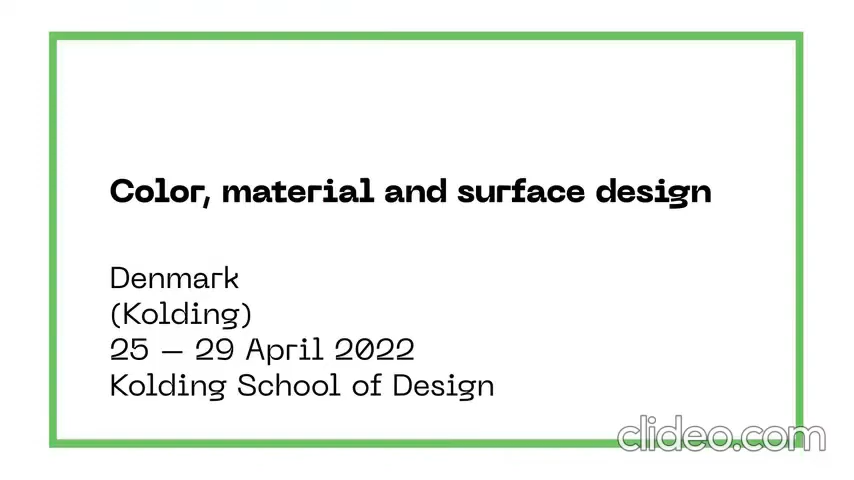 Color, material and surface design
Denmark
(Kolding)
25 — 29 April 2022
Kolding School of Design
clideo.com